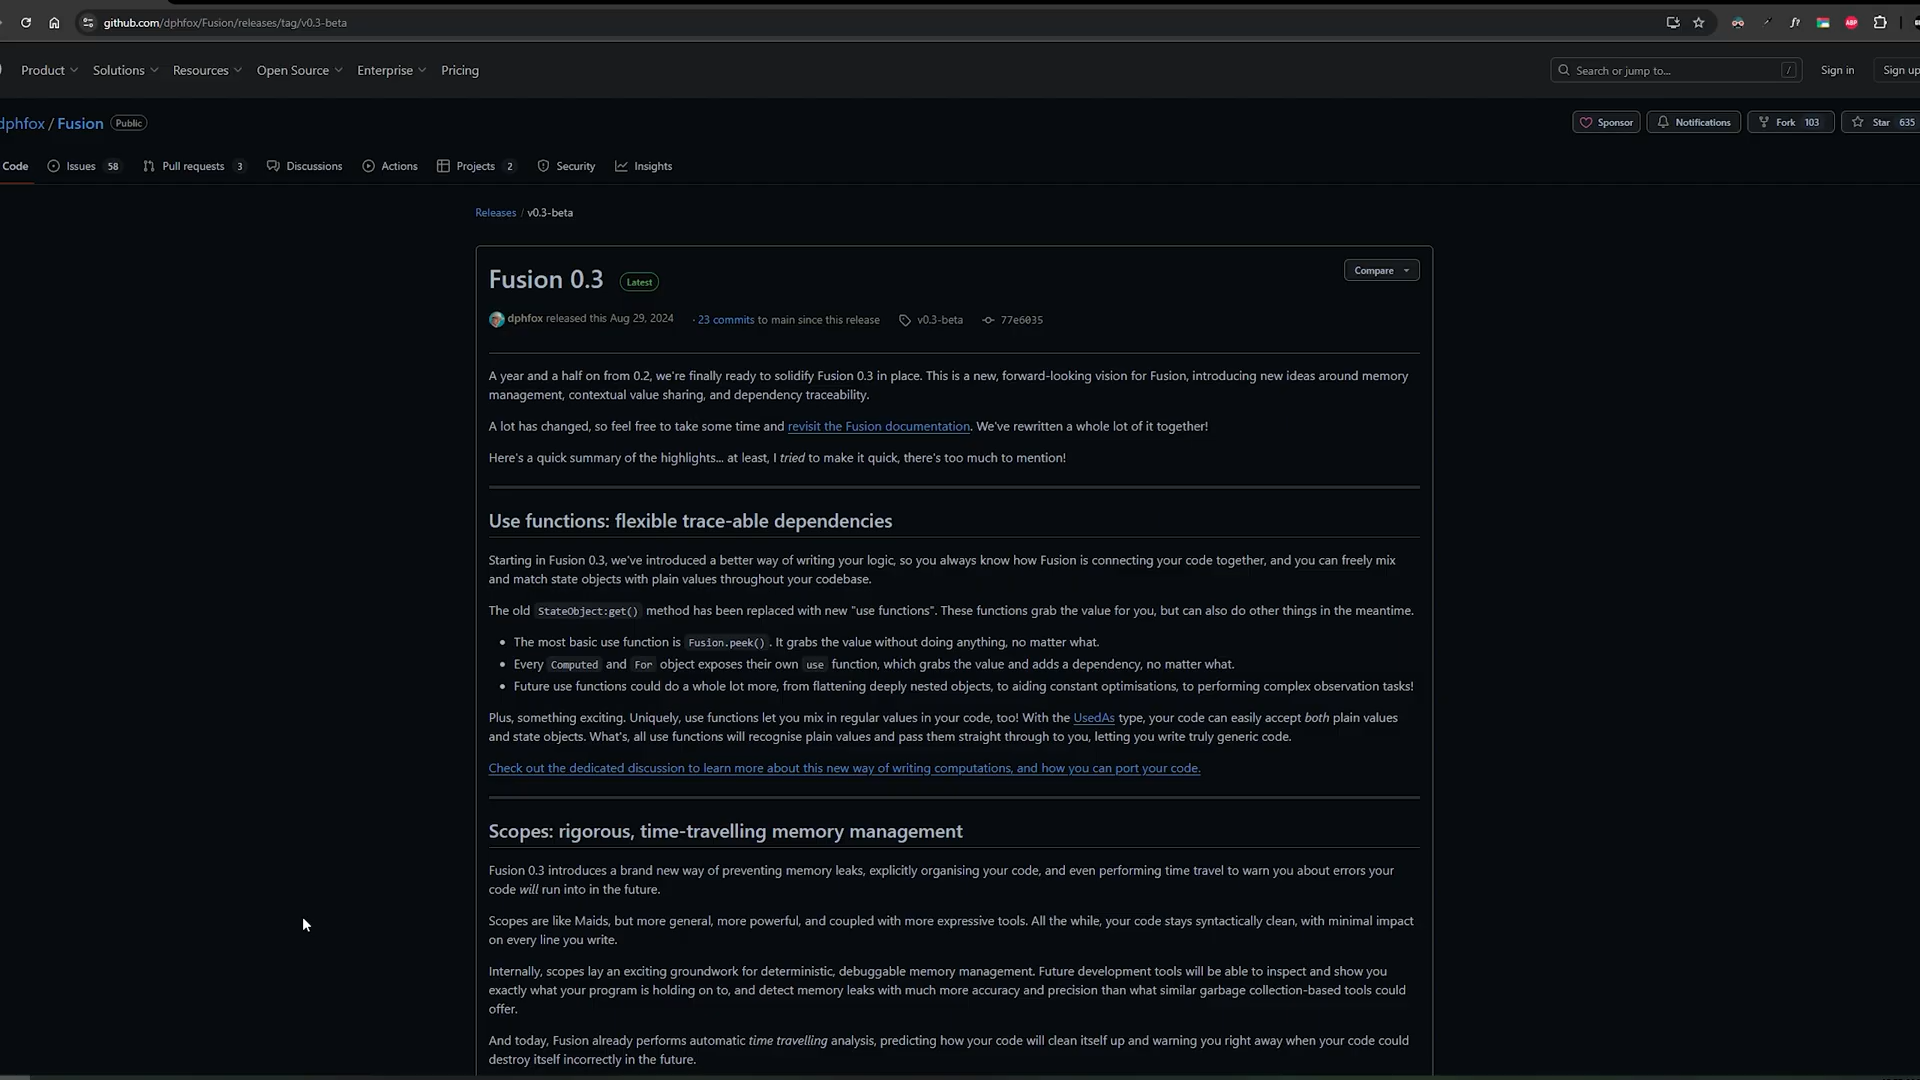 github.com/dphfox/Fusion/releases/tag/v0.3-beta
f?
ABP
Product Solutions Resources Open Source Enterprise Pricing
Search or jump to... /
Sign in
Sign up
dphfox / Fusion Public
Sponsor
Notifications
Fork 103
Star 635
Code Issues 58 Pull requests 3 Discussions Actions Projects 2 Security Insights
Releases / v0.3-beta
Fusion 0.3 Latest
Compare
dphfox released this Aug 29, 2024 · 23 commits to main since this release v0.3-beta 77e6035
A year and a half on from 0.2, we're finally ready to solidify Fusion 0.3 in place. This is a new, forward-looking vision for Fusion, introducing new ideas around memory
management, contextual value sharing, and dependency traceability.
A lot has changed, so feel free to take some time and revisit the Fusion documentation. We've rewritten a whole lot of it together!
Here's a quick summary of the highlights... at least, I tried to make it quick, there's too much to mention!
Use functions: flexible trace-able dependencies
Starting in Fusion 0.3, we've introduced a better way of writing your logic, so you always know how Fusion is connecting your code together, and you can freely mix
and match state objects with plain values throughout your codebase.
The old StateObject:get() method has been replaced with new "use functions". These functions grab the value for you, but can also do other things in the meantime.
• The most basic use function is Fusion.peek() . It grabs the value without doing anything, no matter what.
• Every Computed and For object exposes their own use function, which grabs the value and adds a dependency, no matter what.
• Future use functions could do a whole lot more, from flattening deeply nested objects, to aiding constant optimisations, to performing complex observation tasks!
Plus, something exciting. Uniquely, use functions let you mix in regular values in your code, too! With the UsedAs type, your code can easily accept both plain values
and state objects. What's, all use functions will recognise plain values and pass them straight through to you, letting you write truly generic code.
Check out the dedicated discussion to learn more about this new way of writing computations, and how you can port your code.
Scopes: rigorous, time-travelling memory management
Fusion 0.3 introduces a brand new way of preventing memory leaks, explicitly organising your code, and even performing time travel to warn you about errors your
code will run into in the future.
Scopes are like Maids, but more general, more powerful, and coupled with more expressive tools. All the while, your code stays syntactically clean, with minimal impact
on every line you write.
Internally, scopes lay an exciting groundwork for deterministic, debuggable memory management. Future development tools will be able to inspect and show you
exactly what your program is holding on to, and detect memory leaks with much more accuracy and precision than what similar garbage collection-based tools could
offer.
And today, Fusion already performs automatic time travelling analysis, predicting how your code will clean itself up and warning you right away when your code could
destroy itself incorrectly in the future.